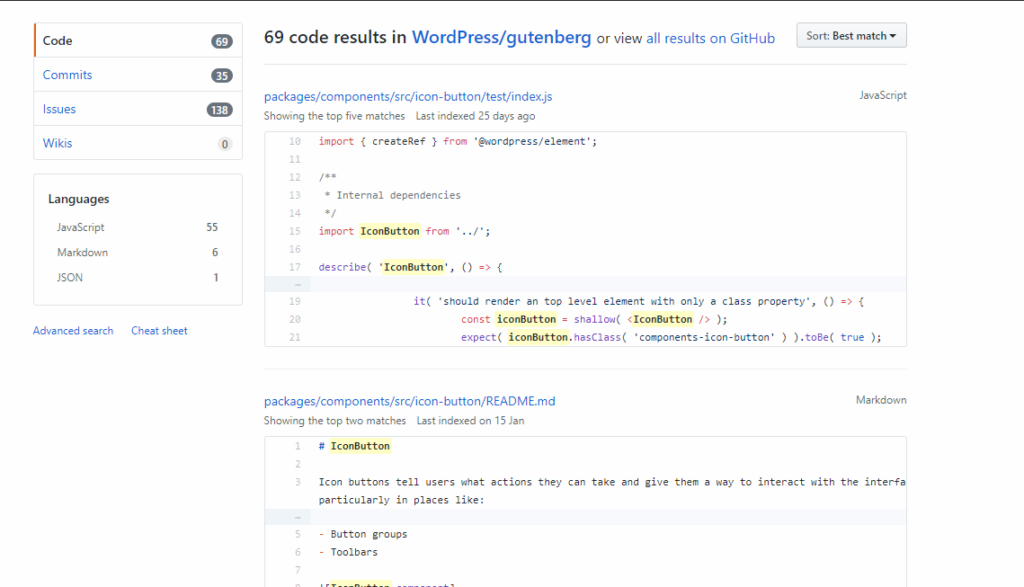 Code 69
Commits 35
Issues 138
Wikis 0
Languages
JavaScript 55
Markdown 6
JSON 1
Advanced search Cheat sheet
69 code results in WordPress/gutenberg or view all results on GitHub
Sort: Best match
packages/components/src/icon-button/test/index.js JavaScript
Showing the top five matches Last indexed 25 days ago
10 import { createRef } from '@wordpress/element';
11
12 /**
13 * Internal dependencies
14 */
15 import IconButton from '../';
16
17 describe( 'IconButton', () => {
…
19 it( 'should render an top level element with only a class property', () => {
20 const iconButton = shallow( <IconButton /> );
21 expect( iconButton.hasClass( 'components-icon-button' ) ).toBe( true );
packages/components/src/icon-button/README.md Markdown
Showing the top two matches Last indexed on 15 Jan
1 # IconButton
2
3 Icon buttons tell users what actions they can take and give them a way to interact with the interfa
particularly in places like:
…
5 - Button groups
6 - Toolbars
7
8 ![IconButton component]